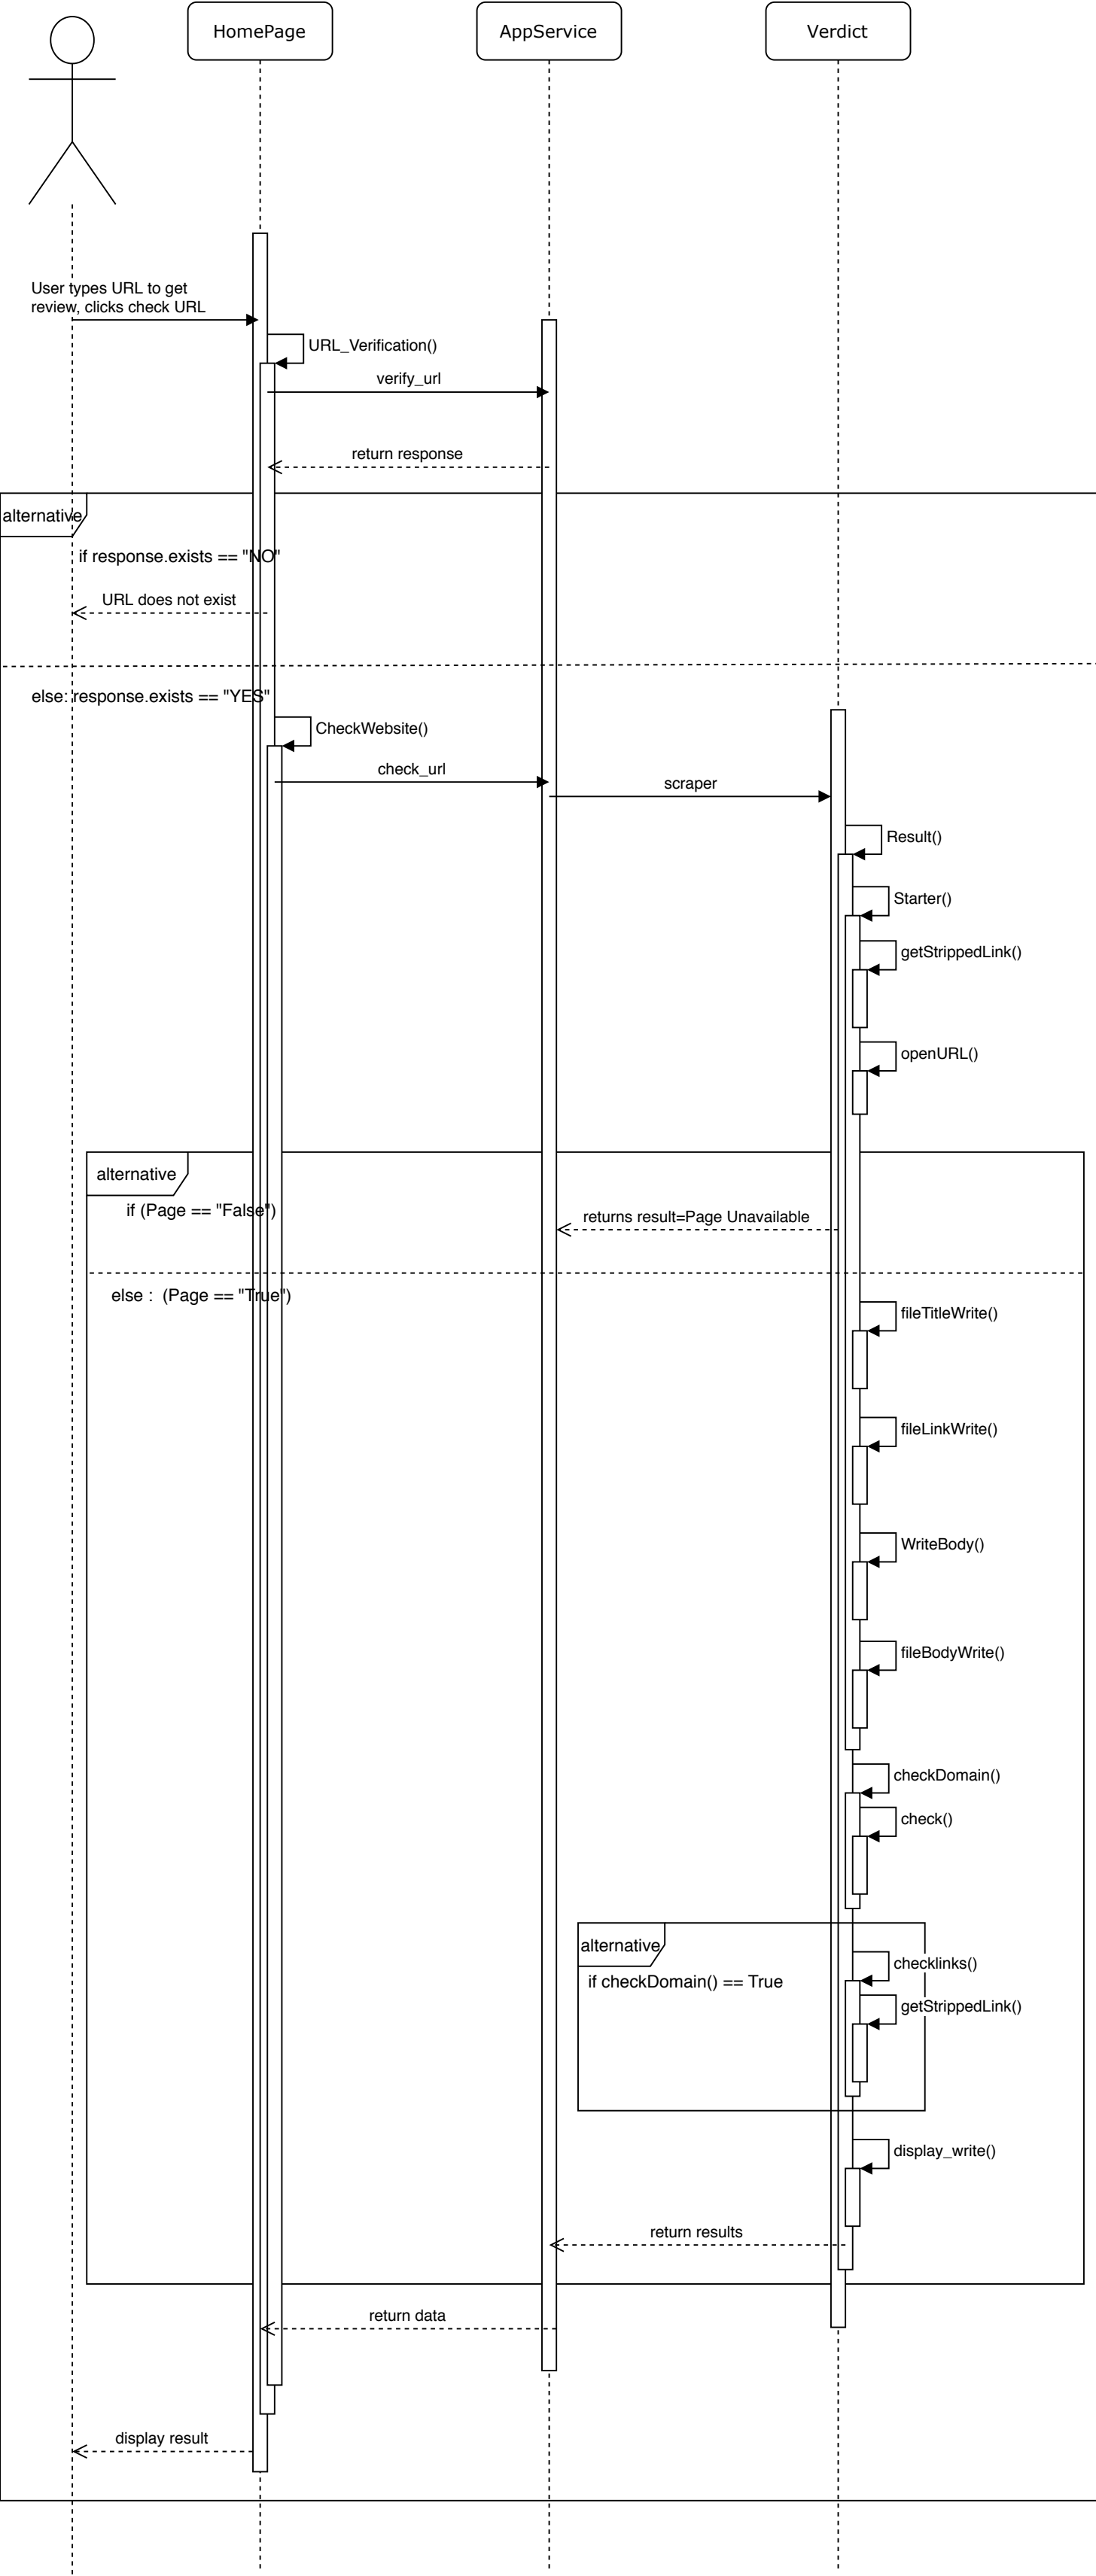 HomePage
AppService
Verdict
User types URL to get
review, clicks check URL
URL_Verification()
verify_url
return response
alternative
if response.exists == "NO"
URL does not exist
else: response.exists == "YES"
CheckWebsite()
check_url
scraper
Result()
Starter()
getStrippedLink()
openURL()
alternative
if (Page == "False")
returns result=Page Unavailable
else :  (Page == "True")
fileTitleWrite()
fileLinkWrite()
WriteBody()
fileBodyWrite()
checkDomain()
check()
alternative
checklinks()
if checkDomain() == True
getStrippedLink()
display_write()
return results
return data
display result